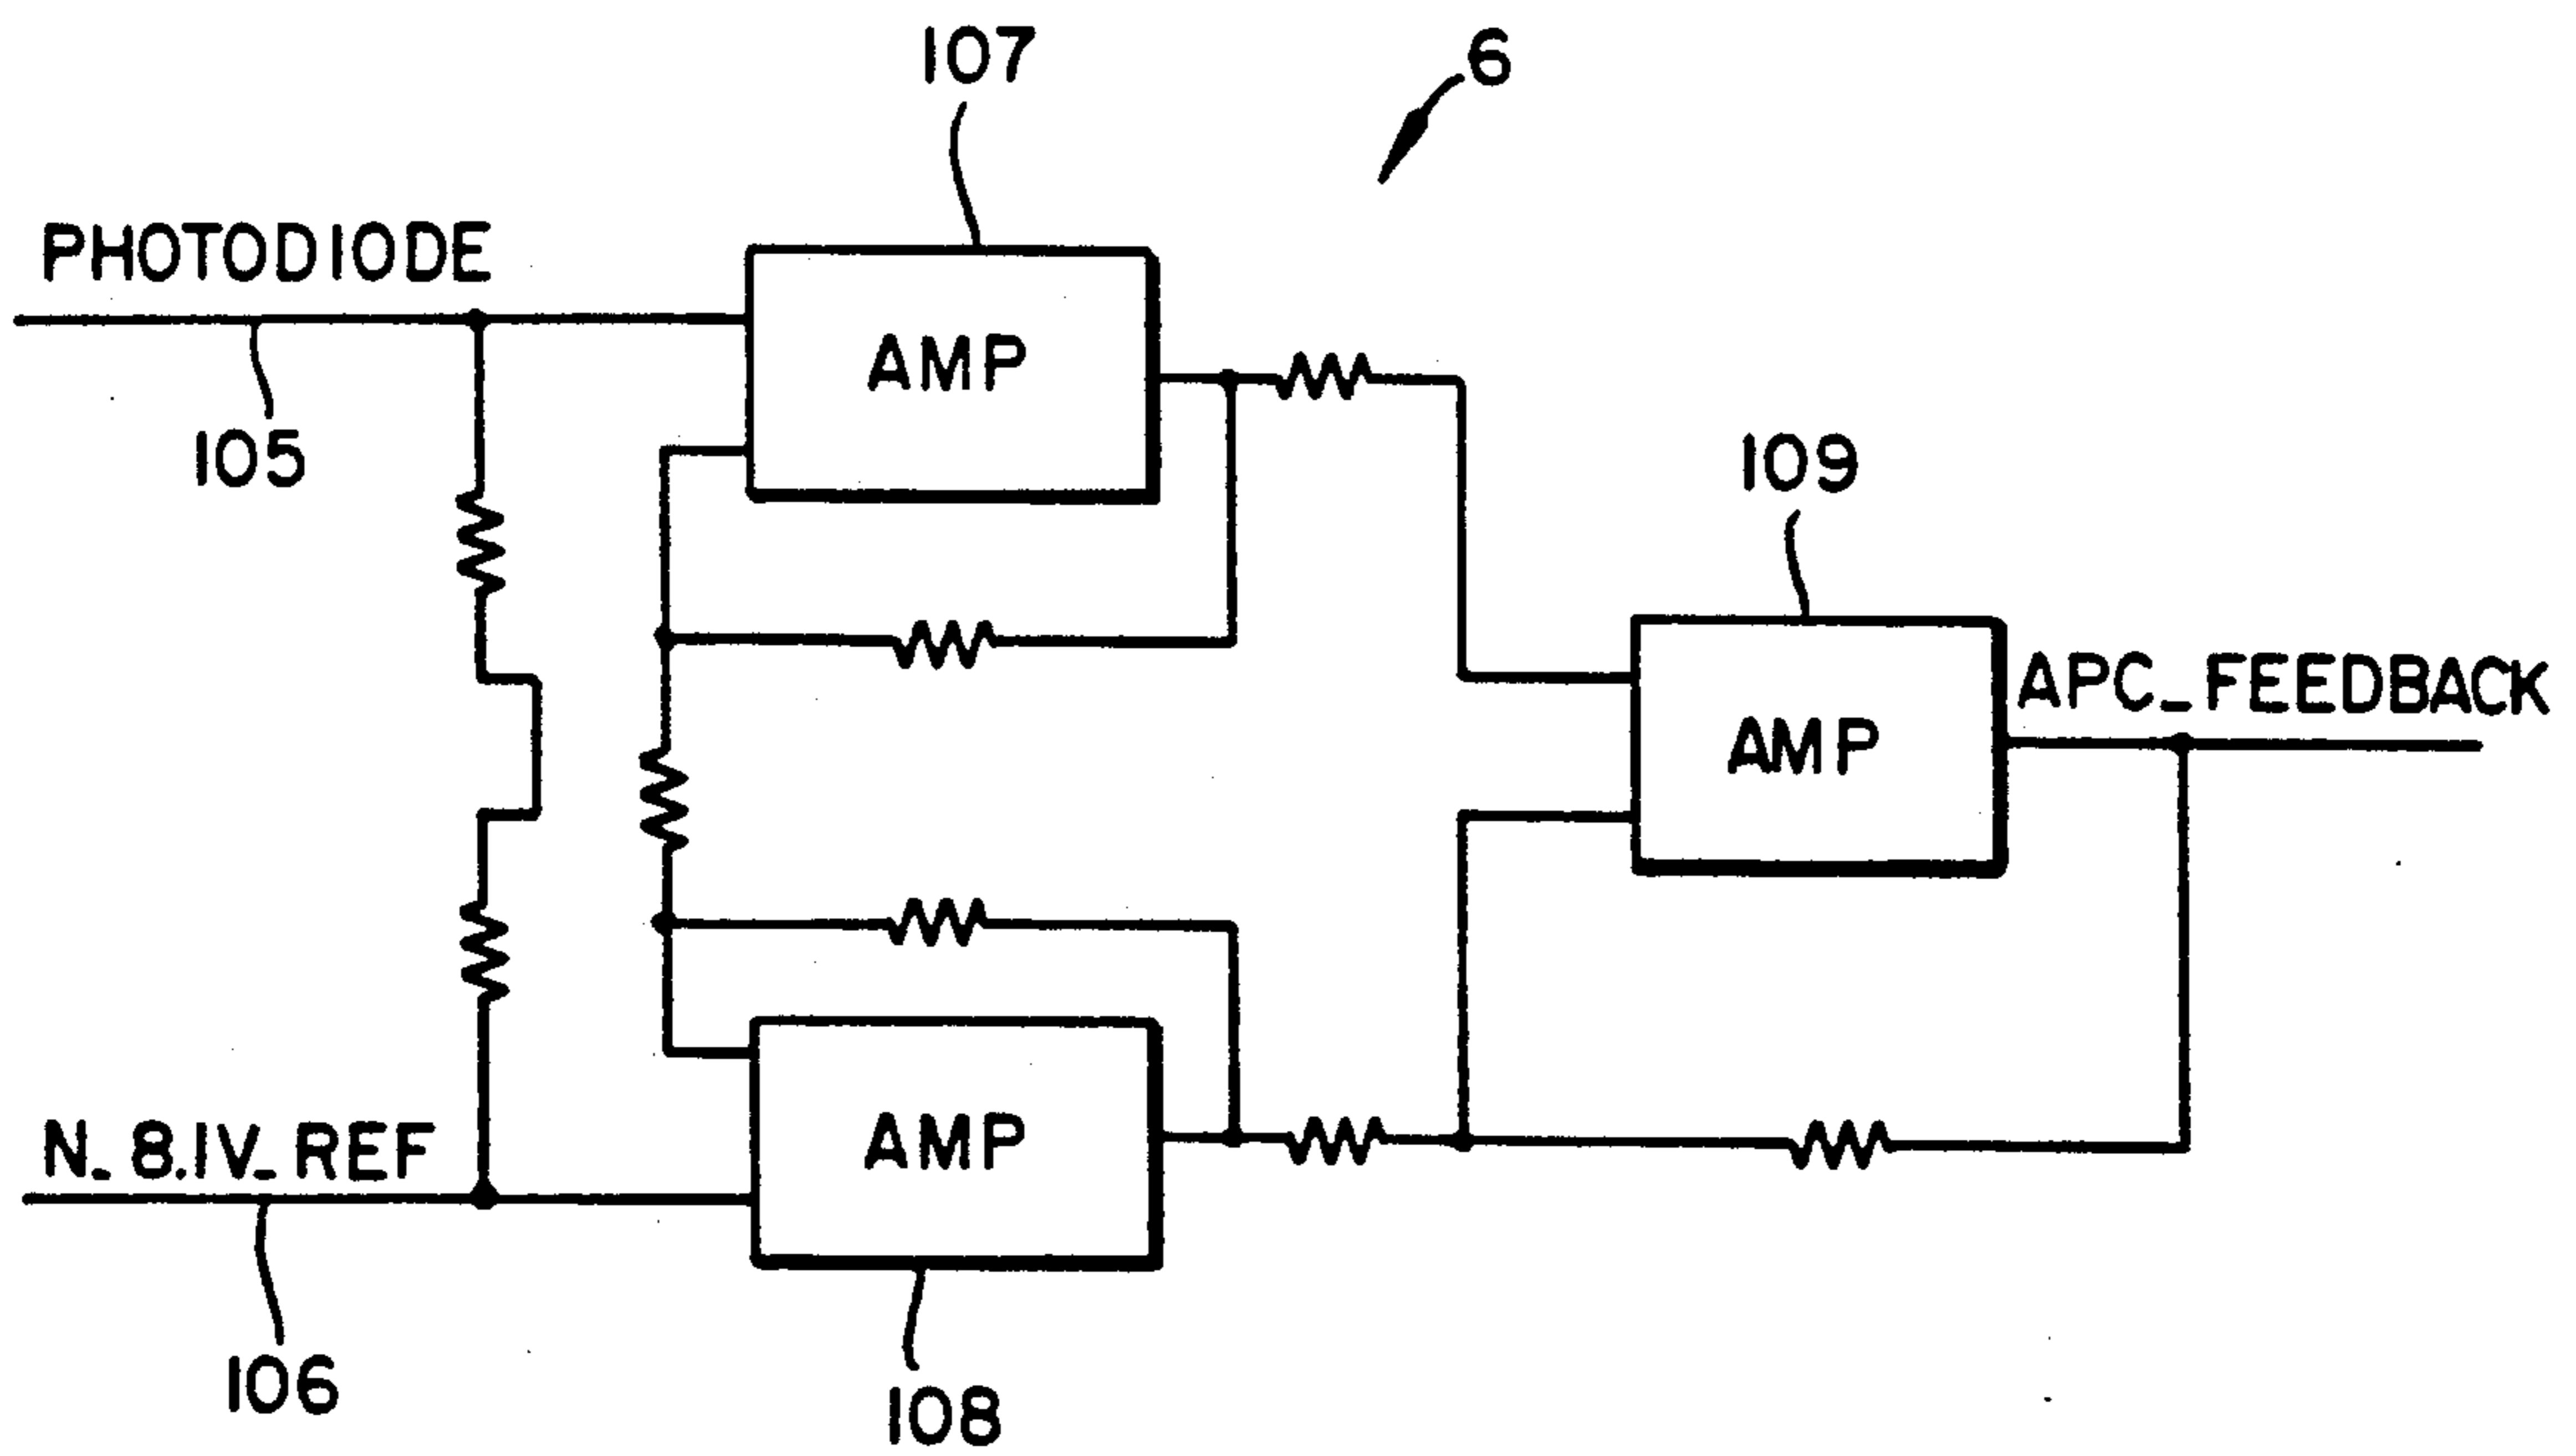 107
6
PHOTODIODE
AMP
105
109
APC_FEEDBACK
AMP
N_8.1V_REF
AMP
106
108